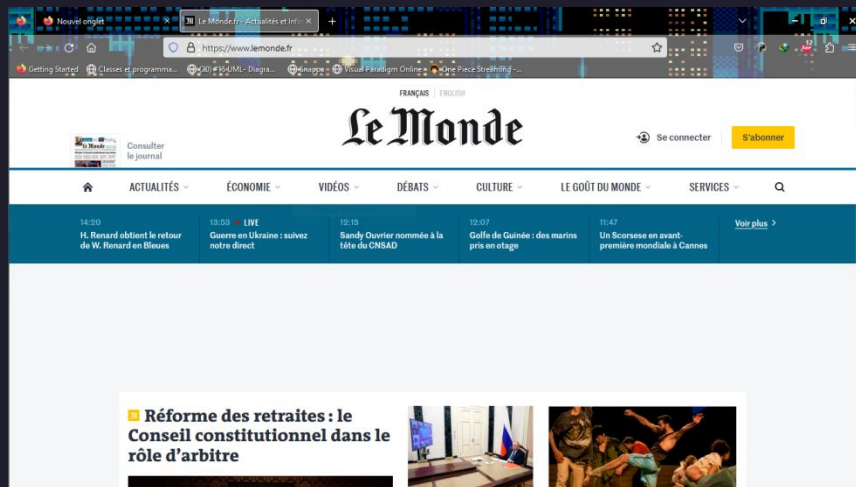 Nouvel onglet
Le Monde.fr - Actualités et Infos
https://www.lemonde.fr
Getting Started
Classes et programma...
(20) #16-UML- Diagra...
Visual Paradigm Online
One Piece Streaming -...
FRANÇAIS | ENGLISH
Le Monde
Consulter
le journal
Se connecter
S'abonner
ACTUALITÉS
ÉCONOMIE
VIDÉOS
DÉBATS
CULTURE
LE GOÛT DU MONDE
SERVICES
14:20
H. Renard obtient le retour
de W. Renard en Bleues
13:53 LIVE
Guerre en Ukraine : suivez
notre direct
12:15
Sandy Ouvrier nommée à la
tête du CNSAD
12:07
Golfe de Guinée : des marins
pris en otage
11:47
Un Scorsese en avant-
première mondiale à Cannes
Voir plus >
Réforme des retraites : le
Conseil constitutionnel dans le
rôle d'arbitre